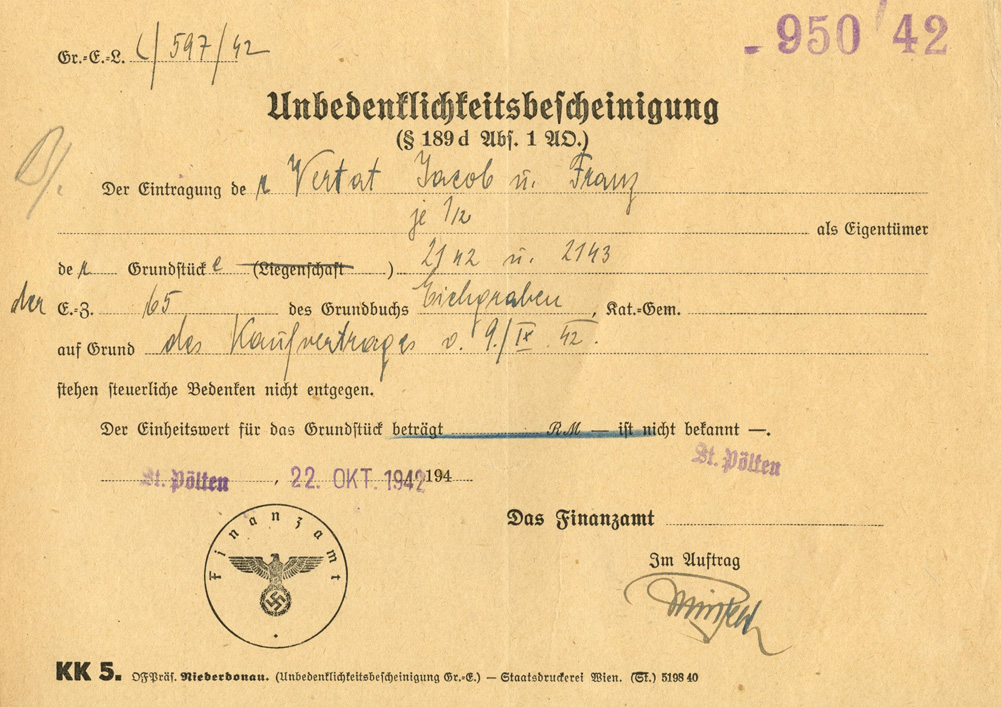 - 950/42
Gr.-E.-L. L/597/42
Unbedenklichkeitsbescheinigung
(§ 189 d Abs. 1 AO.)
B/.
Der Eintragung de r Vertat Jacob u. Franz
je 1/2 als Eigentümer
de r Grundstück e (Liegenschaft ) 2142 u. 2143
der E.-Z. 165 des Grundbuchs Eichgraben, Kat.-Gem.
auf Grund des Kaufvertrages v. 9./IX. 42.
stehen steuerliche Bedenken nicht entgegen.
Der Einheitswert für das Grundstück beträgt RM — ist nicht bekannt —.
St. Pölten, 22. OKT. 1942 194
St. Pölten
Das Finanzamt
Im Auftrag
Finanzamt
KK 5. OFPräs. Niederdonau. (Unbedenklichkeitsbescheinigung Gr.-E.) — Staatsdruckerei Wien. (St.) 5198 40